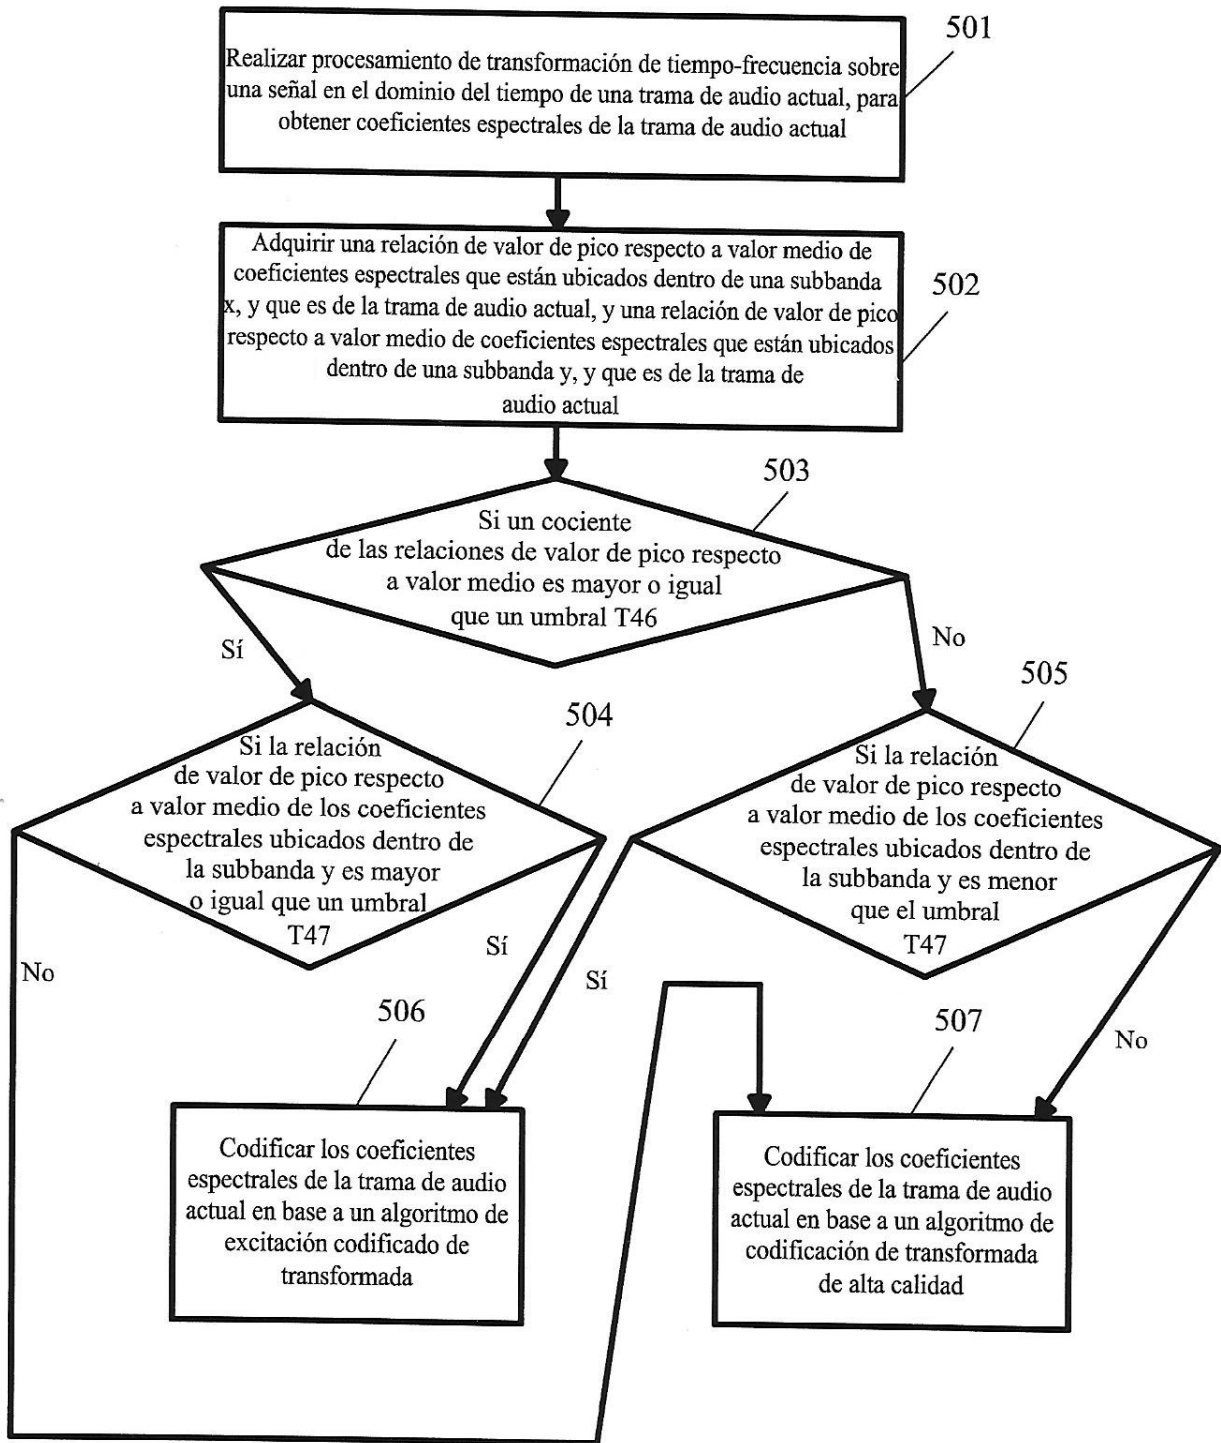 501
Realizar procesamiento de transformación de tiempo-frecuencia sobre
una señal en el dominio del tiempo de una trama de audio actual, para
obtener coeficientes espectrales de la trama de audio actual
Adquirir una relación de valor de pico respecto a valor medio de
coeficientes espectrales que están ubicados dentro de una subbanda
x, y que es de la trama de audio actual, y una relación de valor de pico
respecto a valor medio de coeficientes espectrales que están ubicados
dentro de una subbanda y, y que es de la trama de
audio actual
502
503
Si un cociente
de las relaciones de valor de pico respecto
a valor medio es mayor o igual
que un umbral T46
Sí
No
504
Si la relación
de valor de pico respecto
a valor medio de los coeficientes
espectrales ubicados dentro de
la subbanda y es mayor
o igual que un umbral
T47
No
Sí
505
Si la relación
de valor de pico respecto
a valor medio de los coeficientes
espectrales ubicados dentro de
la subbanda y es menor
que el umbral
T47
Sí
No
506
Codificar los coeficientes
espectrales de la trama de audio
actual en base a un algoritmo de
excitación codificado de
transformada
507
Codificar los coeficientes
espectrales de la trama de audio
actual en base a un algoritmo de
codificación de transformada
de alta calidad